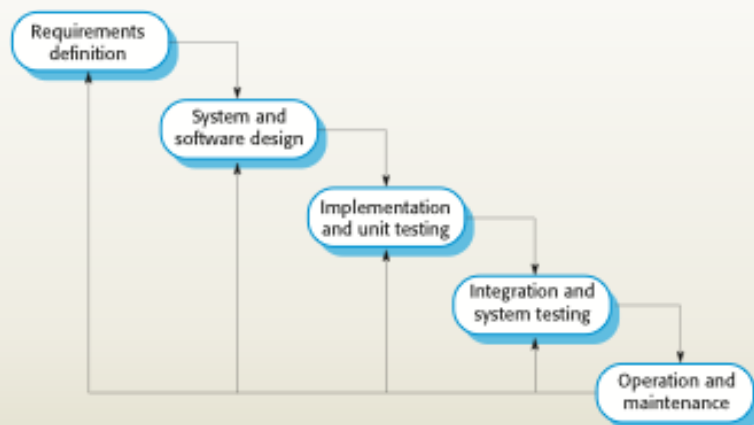 Requirements
definition
System and
software design
Implementation
and unit testing
Integration and
system testing
Operation and
maintenance